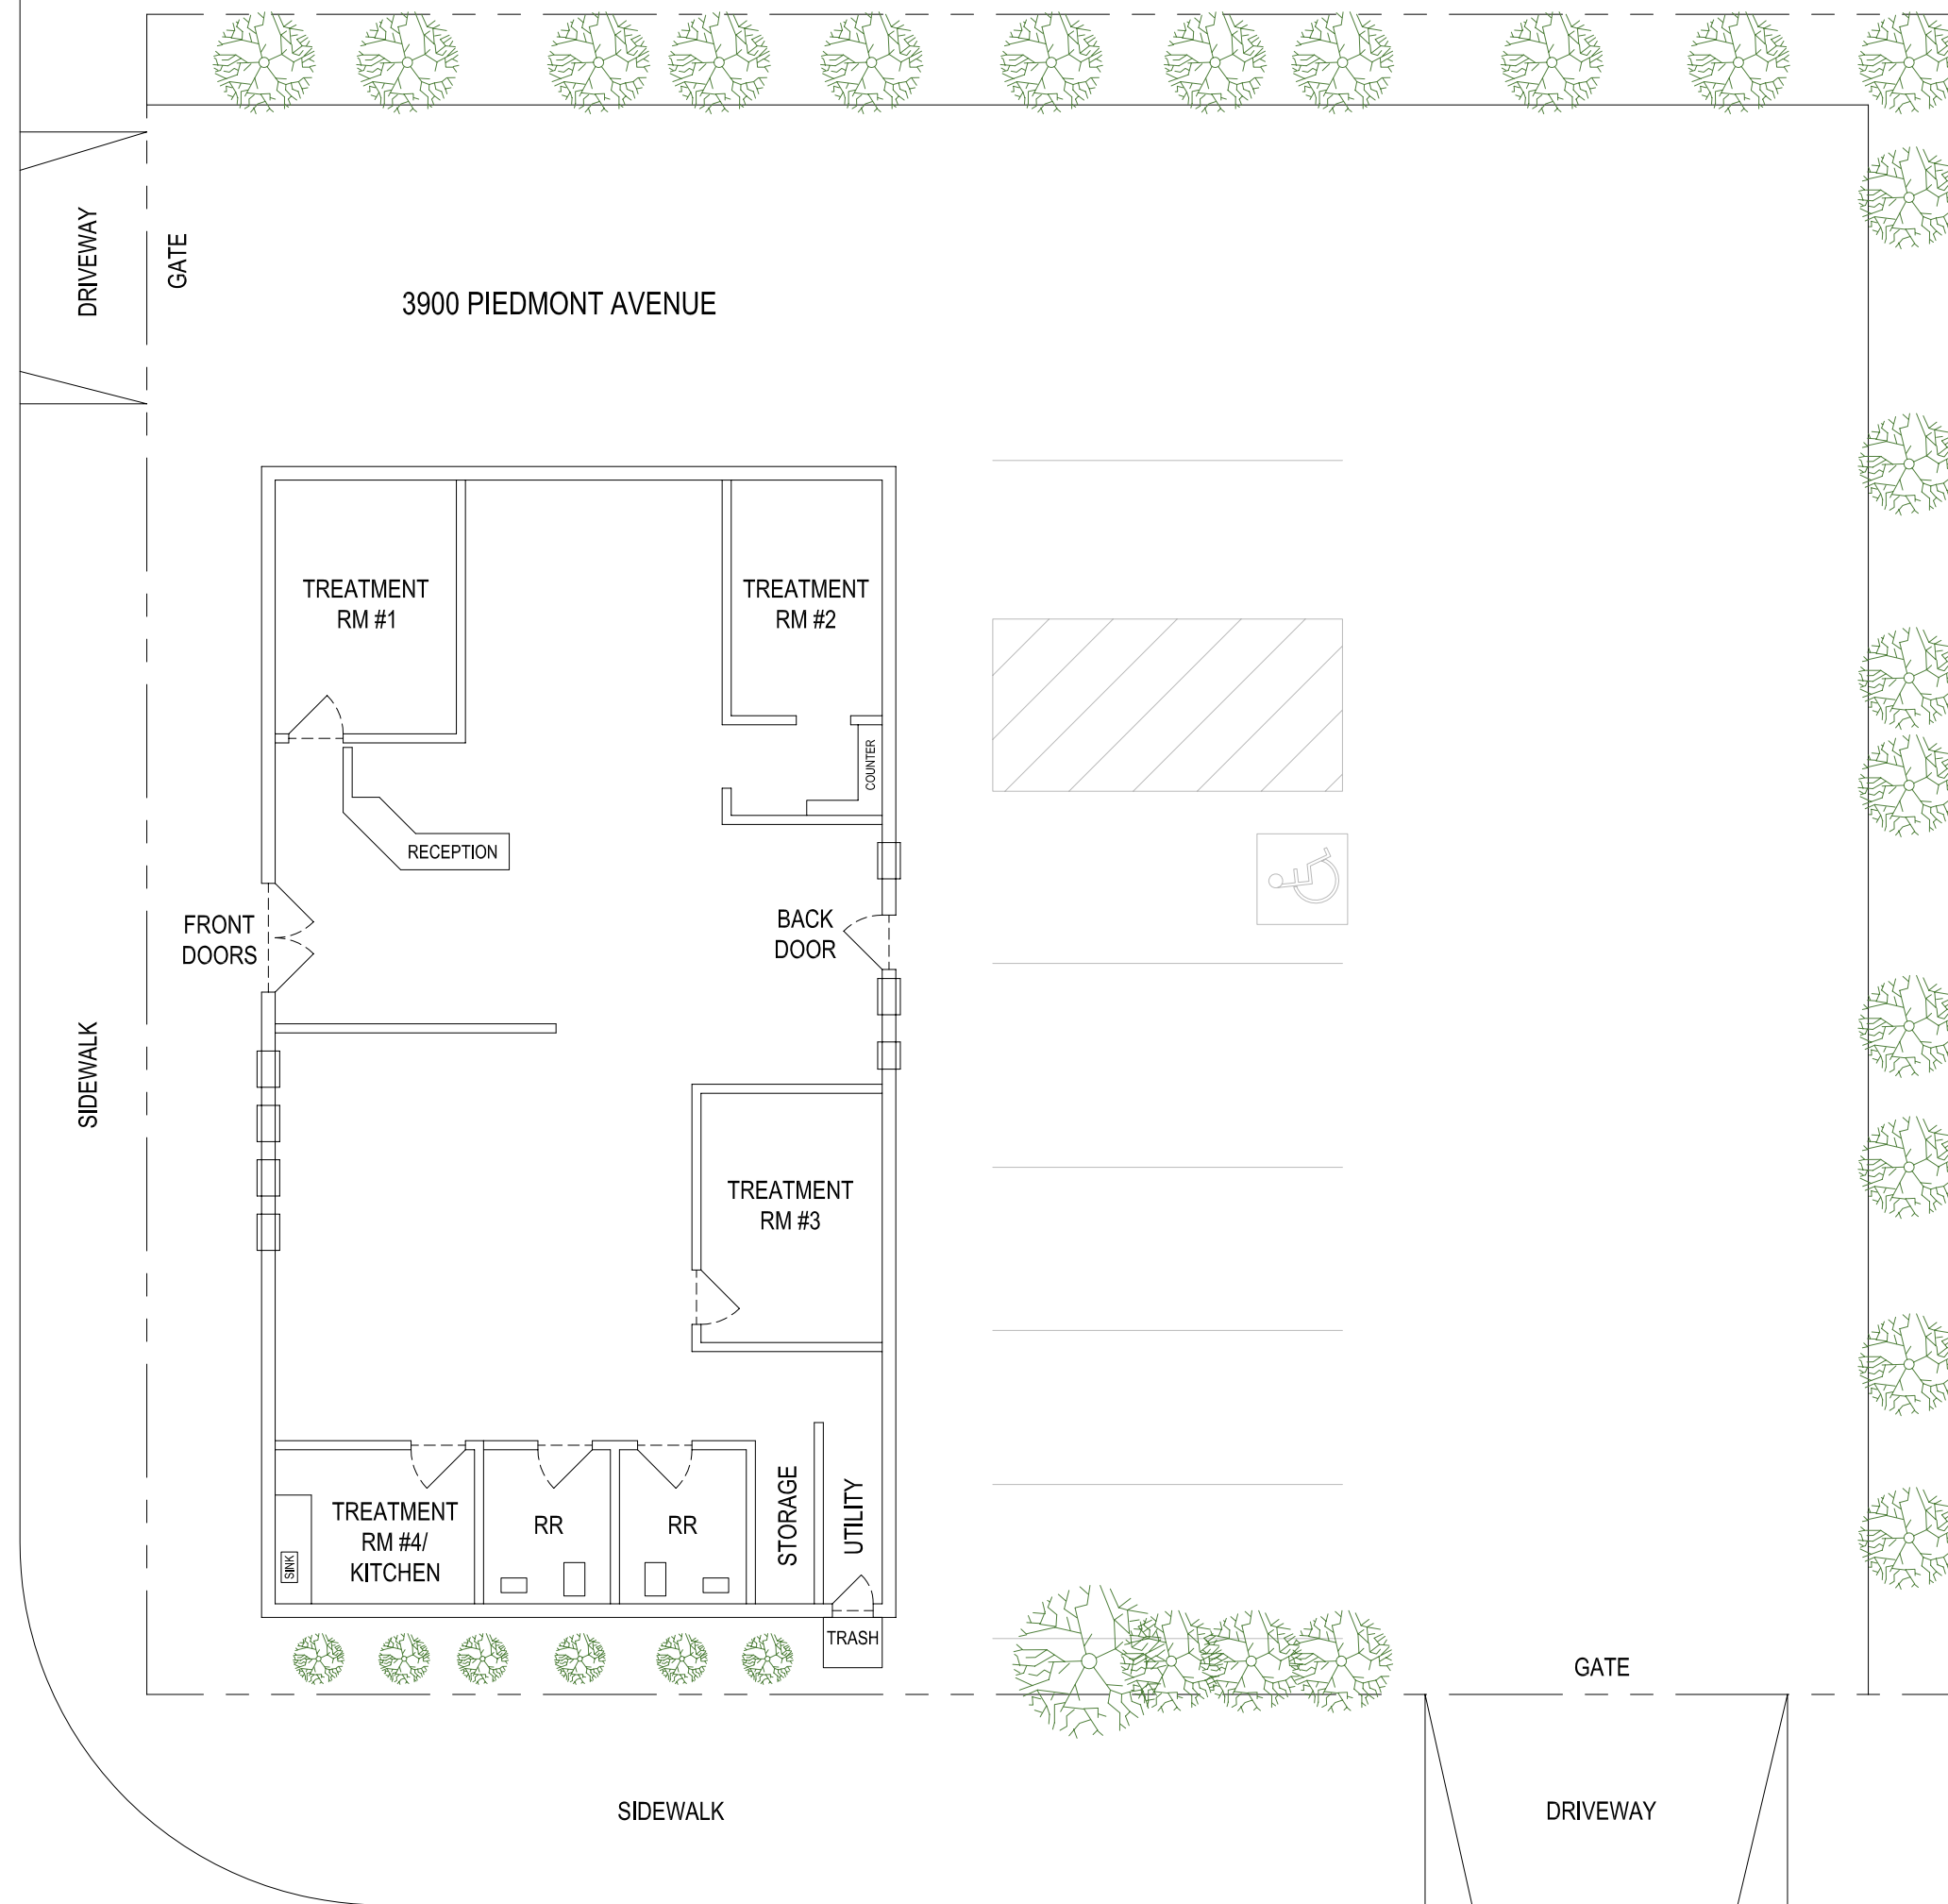 DRIVEWAY
GATE
3900 PIEDMONT AVENUE
TREATMENT
RM #1
TREATMENT
RM #2
COUNTER
RECEPTION
FRONT
DOORS
BACK
DOOR
SIDEWALK
TREATMENT
RM #3
TREATMENT
RM #4/
KITCHEN
SINK
RR
RR
STORAGE
UTILITY
TRASH
GATE
SIDEWALK
DRIVEWAY